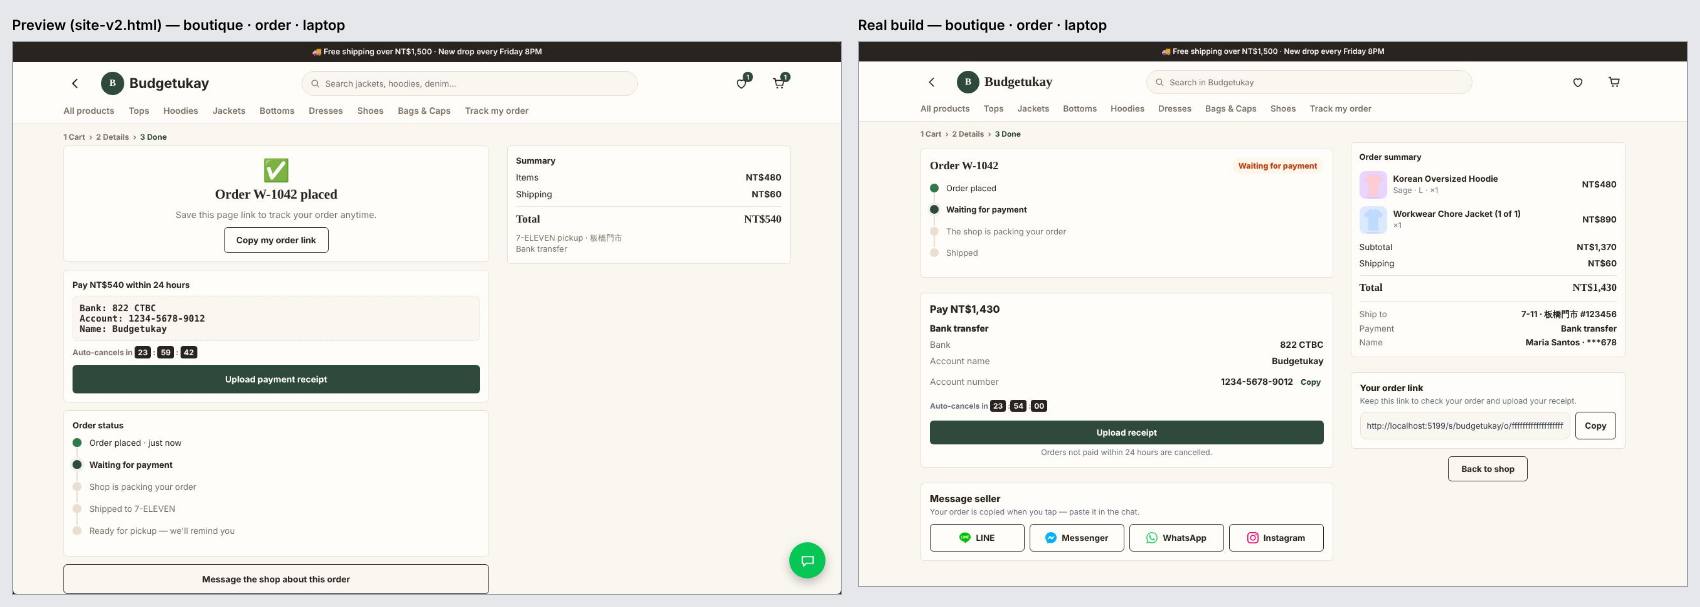 Preview (site-v2.html) — boutique · order · laptop
🚚 Free shipping over NT$1,500 · New drop every Friday 8PM
B Budgetukay
Search jackets, hoodies, denim...
1 1
All products Tops Hoodies Jackets Bottoms Dresses Shoes Bags & Caps Track my order
1 Cart › 2 Details › 3 Done
Order W-1042 placed
Save this page link to track your order anytime.
Copy my order link
Pay NT$540 within 24 hours
Bank: 822 CTBC
Account: 1234-5678-9012
Name: Budgetukay
Auto-cancels in 23 : 59 : 42
Upload payment receipt
Order status
Order placed · just now
Waiting for payment
Shop is packing your order
Shipped to 7-ELEVEN
Ready for pickup — we'll remind you
Message the shop about this order
Summary
Items NT$480
Shipping NT$60
Total NT$540
7-ELEVEN pickup · 板橋門市
Bank transfer
Real build — boutique · order · laptop
🚚 Free shipping over NT$1,500 · New drop every Friday 8PM
B Budgetukay
Search in Budgetukay
All products Tops Jackets Bottoms Hoodies Dresses Bags & Caps Shoes Track my order
1 Cart › 2 Details › 3 Done
Order W-1042 Waiting for payment
Order placed
Waiting for payment
The shop is packing your order
Shipped
Pay NT$1,430
Bank transfer
Bank 822 CTBC
Account name Budgetukay
Account number 1234-5678-9012 Copy
Auto-cancels in 23 : 54 : 00
Upload receipt
Orders not paid within 24 hours are cancelled.
Message seller
Your order is copied when you tap — paste it in the chat.
LINE Messenger WhatsApp Instagram
Order summary
Korean Oversized Hoodie NT$480
Sage · L · ×1
Workwear Chore Jacket (1 of 1) NT$890
×1
Subtotal NT$1,370
Shipping NT$60
Total NT$1,430
Ship to 7-11 · 板橋門市 #123456
Payment Bank transfer
Name Maria Santos · ***678
Your order link
Keep this link to check your order and upload your receipt.
http://localhost:5199/s/budgetukay/o/ Copy
Back to shop